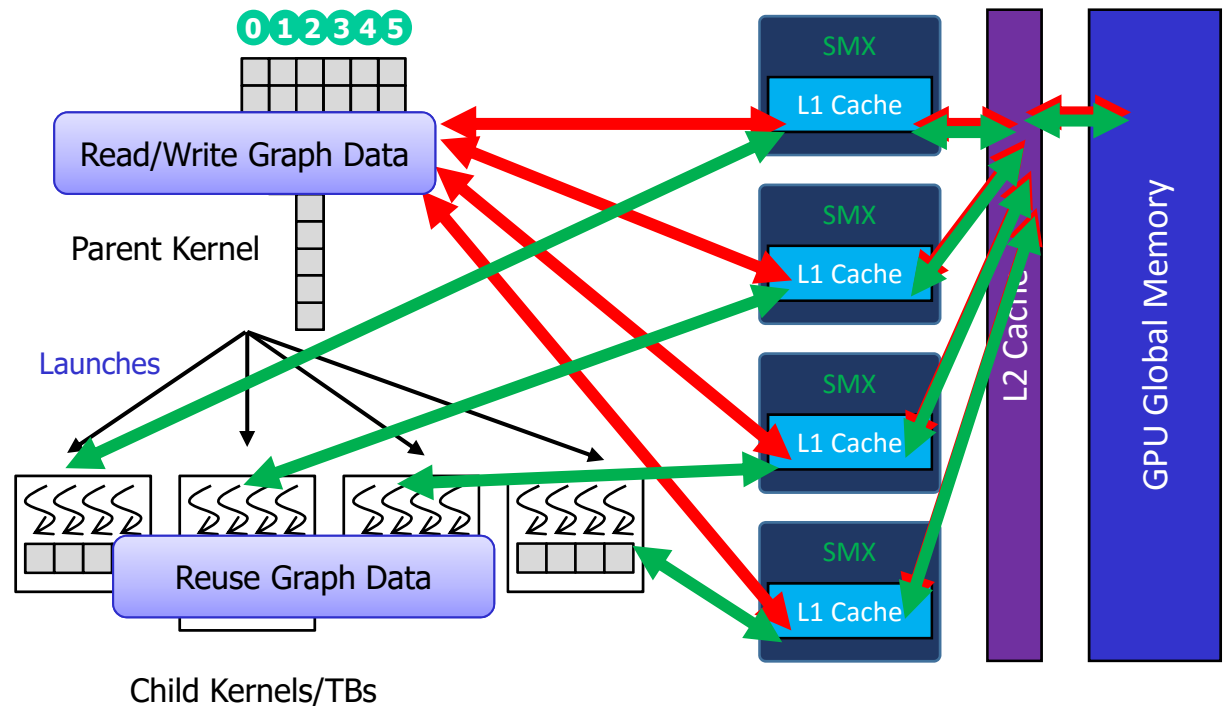 0 1 2 3 4 5
Read/Write Graph Data
Parent Kernel
Launches
Reuse Graph Data
Child Kernels/TBs
SMX
L1 Cache
SMX
L1 Cache
SMX
L1 Cache
SMX
L1 Cache
L2 Cache
GPU Global Memory